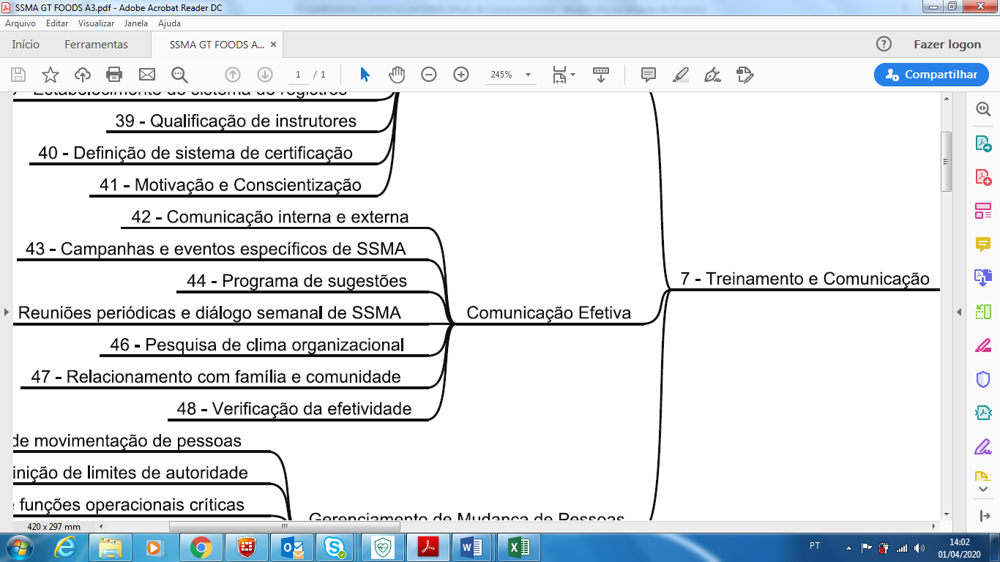 SSMA GT FOODS A3.pdf - Adobe Acrobat Reader DC
Arquivo Editar Visualizar Janela Ajuda
Início Ferramentas SSMA GT FOODS A... × Fazer logon
1 / 1 245% Compartilhar
Estabelecimento de sistema de registros
39 - Qualificação de instrutores
40 - Definição de sistema de certificação
41 - Motivação e Conscientização
42 - Comunicação interna e externa
43 - Campanhas e eventos específicos de SSMA
44 - Programa de sugestões
7 - Treinamento e Comunicação
Reuniões periódicas e diálogo semanal de SSMA
Comunicação Efetiva
46 - Pesquisa de clima organizacional
47 - Relacionamento com família e comunidade
48 - Verificação da efetividade
de movimentação de pessoas
inição de limites de autoridade
e funções operacionais críticas
Gerenciamento de Mudança de Pessoas
420 x 297 mm
PT 14:02
01/04/2020